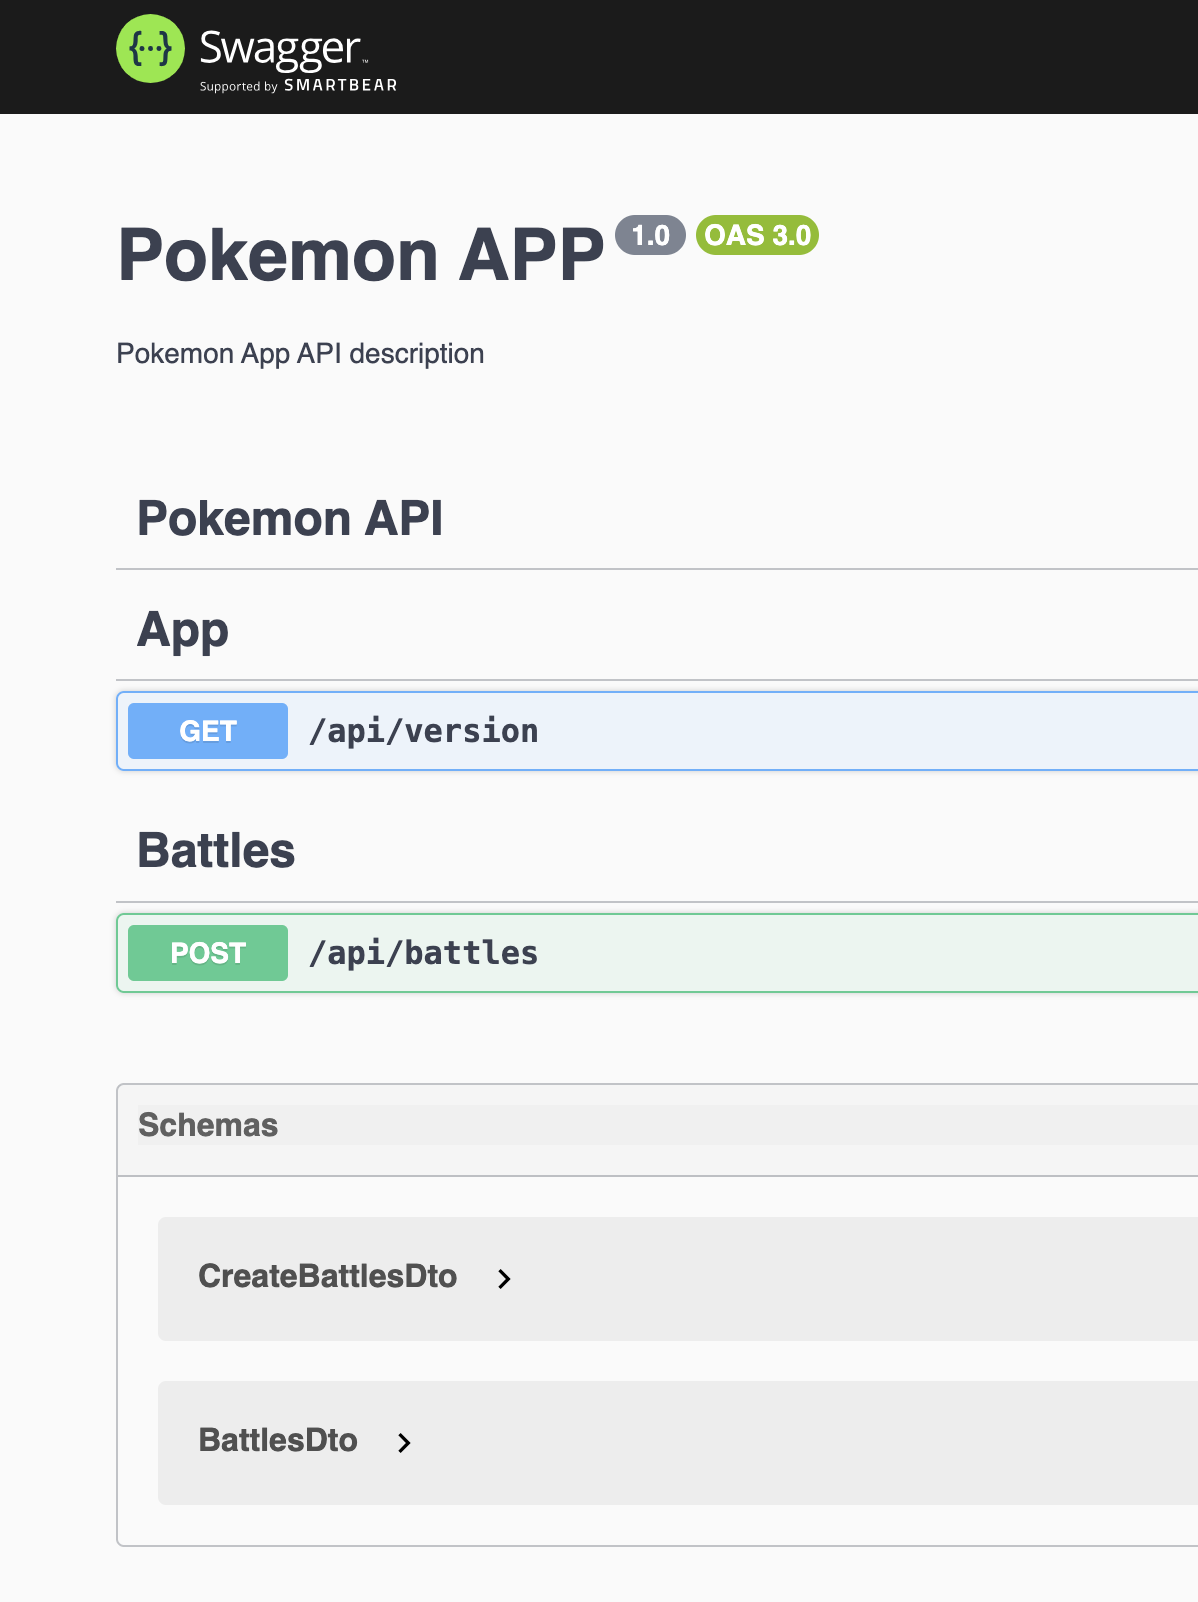 {···} Swagger™
Supported by SMARTBEAR
Pokemon APP 1.0 OAS 3.0
Pokemon App API description
Pokemon API
App
GET /api/version
Battles
POST /api/battles
Schemas
CreateBattlesDto
BattlesDto